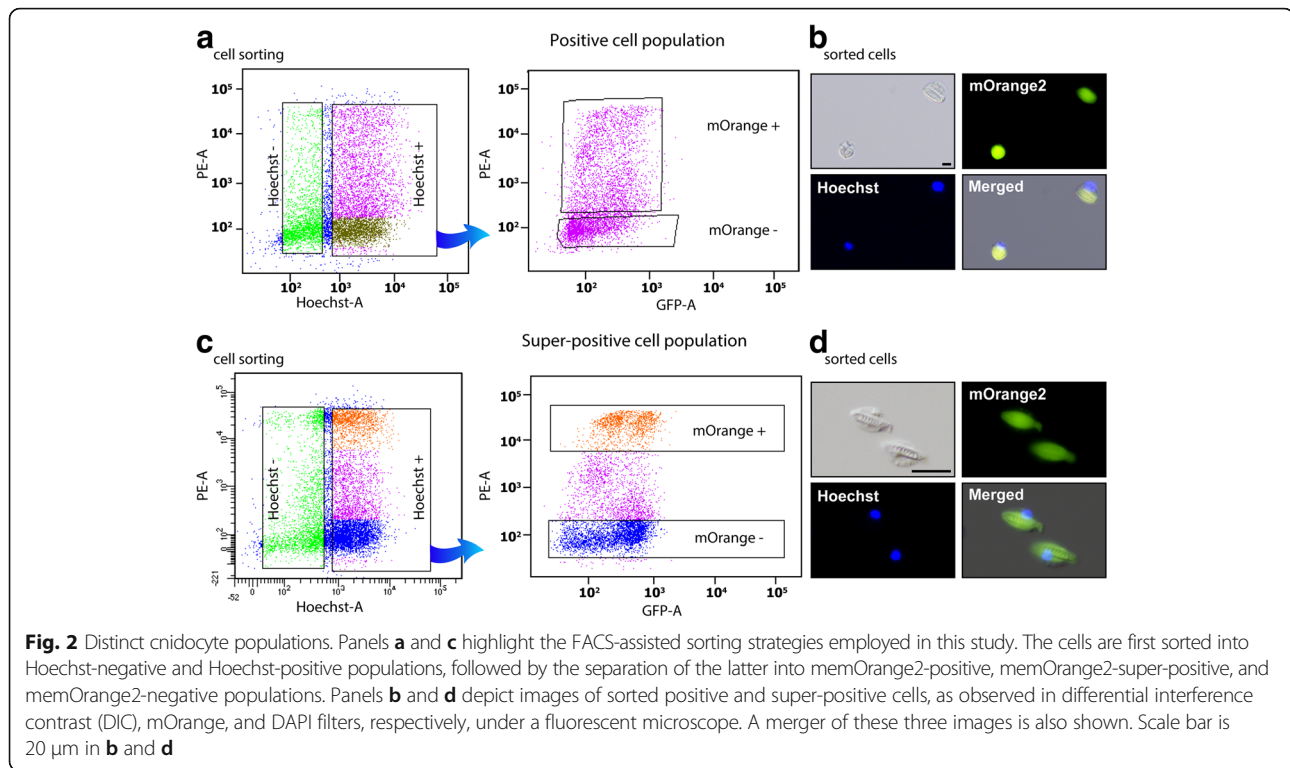 a
cell sorting
Positive cell population
b
sorted cells
10⁵
10⁴
10³
10²
PE-A
Hoechst -
Hoechst +
10² 10³ 10⁴ 10⁵
Hoechst-A
10⁵
10⁴
10³
10²
PE-A
mOrange +
mOrange -
10² 10³ 10⁴ 10⁵
GFP-A
mOrange2
Hoechst
Merged
c
cell sorting
Super-positive cell population
d
sorted cells
10⁵
10⁴
10³
10²
0
-221
PE-A
Hoechst -
Hoechst +
-52 0 10² 10³ 10⁴ 10⁵
Hoechst-A
10⁵
10⁴
10³
10²
PE-A
mOrange +
mOrange -
10² 10³ 10⁴ 10⁵
GFP-A
mOrange2
Hoechst
Merged
Fig. 2 Distinct cnidocyte populations. Panels a and c highlight the FACS-assisted sorting strategies employed in this study. The cells are first sorted into
Hoechst-negative and Hoechst-positive populations, followed by the separation of the latter into memOrange2-positive, memOrange2-super-positive, and
memOrange2-negative populations. Panels b and d depict images of sorted positive and super-positive cells, as observed in differential interference
contrast (DIC), mOrange, and DAPI filters, respectively, under a fluorescent microscope. A merger of these three images is also shown. Scale bar is
20 μm in b and d